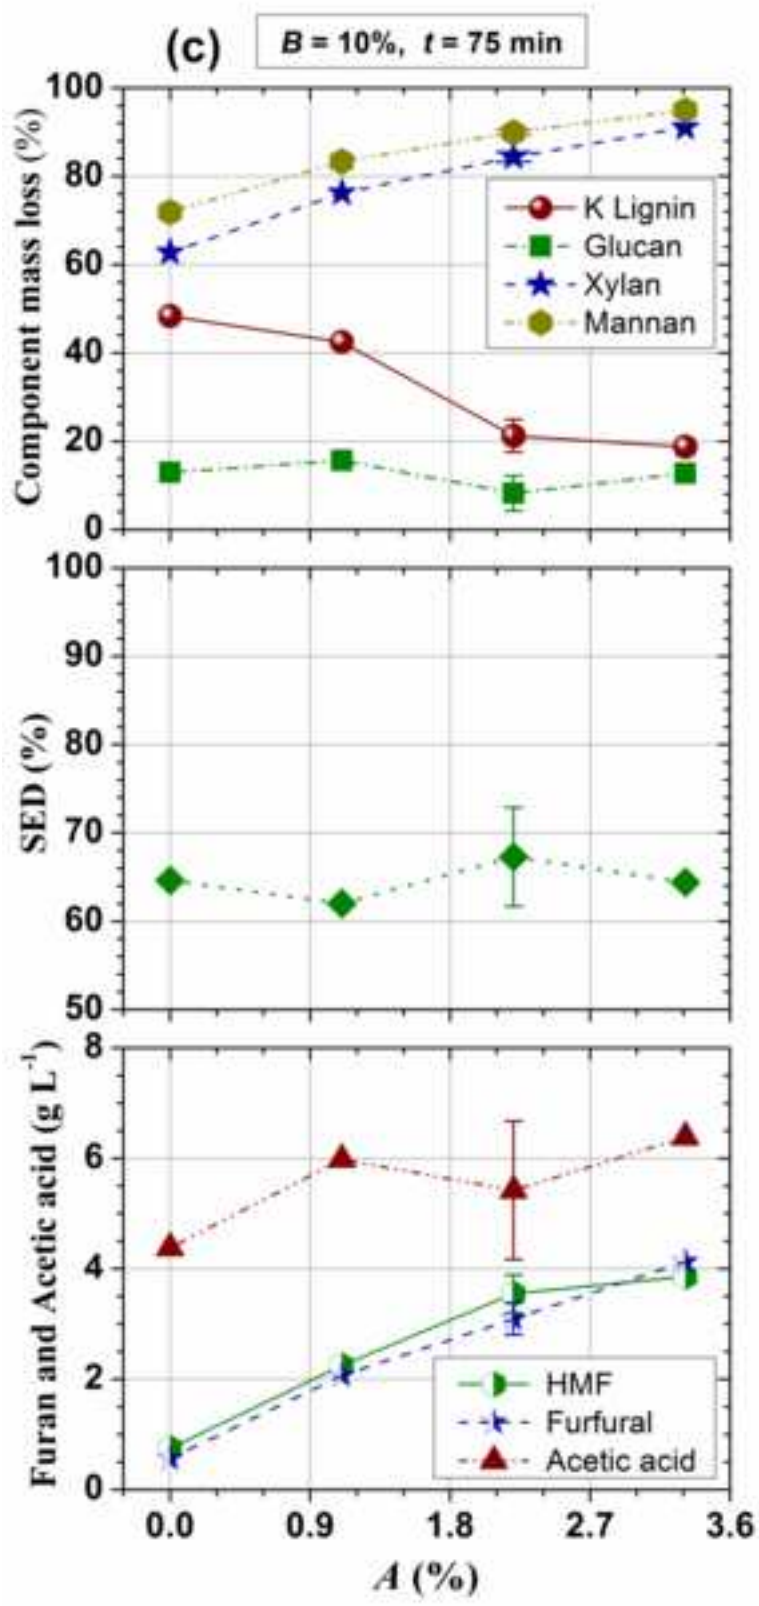 (c)
B = 10%, t = 75 min
Component mass loss (%)
100
80
60
40
20
0
K Lignin
Glucan
Xylan
Mannan
SED (%)
100
90
80
70
60
50
Furan and Acetic acid (g L⁻¹)
8
6
4
2
0
HMF
Furfural
Acetic acid
0.0 0.9 1.8 2.7 3.6
A (%)